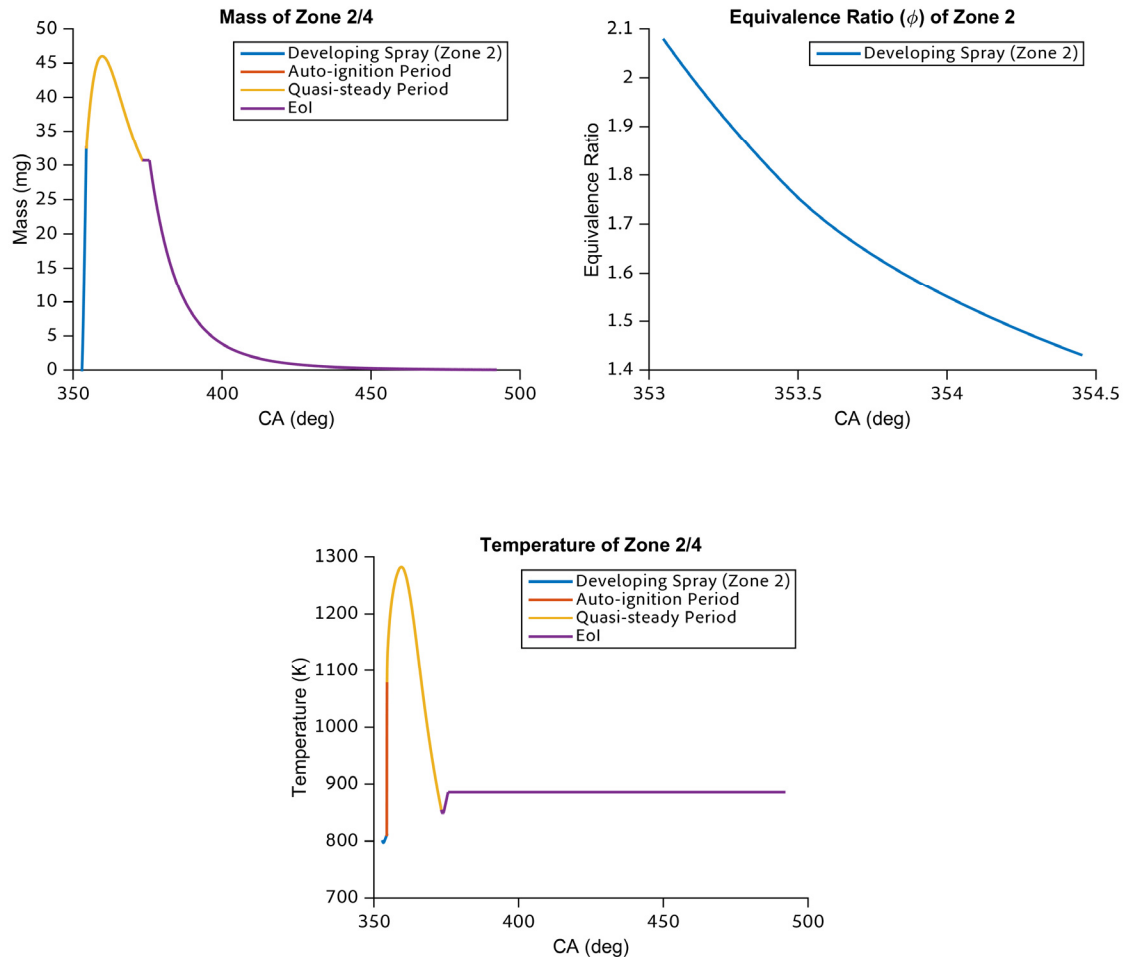 Mass of Zone 2/4
50
45
40
35
30
25
20
15
10
5
0
Mass (mg)
350
400
450
500
CA (deg)
Developing Spray (Zone 2)
Auto-ignition Period
Quasi-steady Period
EoI
Equivalence Ratio (ϕ) of Zone 2
2.1
2
1.9
1.8
1.7
1.6
1.5
1.4
Equivalence Ratio
353
353.5
354
354.5
CA (deg)
Developing Spray (Zone 2)
Temperature of Zone 2/4
1300
1200
1100
1000
900
800
700
Temperature (K)
350
400
450
500
CA (deg)
Developing Spray (Zone 2)
Auto-ignition Period
Quasi-steady Period
EoI